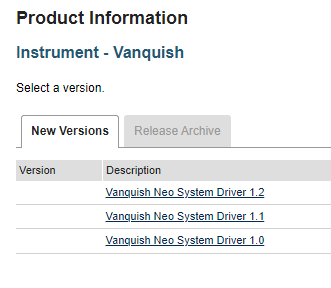 Product Information
Instrument - Vanquish
Select a version.
New Versions Release Archive
Version Description
Vanquish Neo System Driver 1.2
Vanquish Neo System Driver 1.1
Vanquish Neo System Driver 1.0